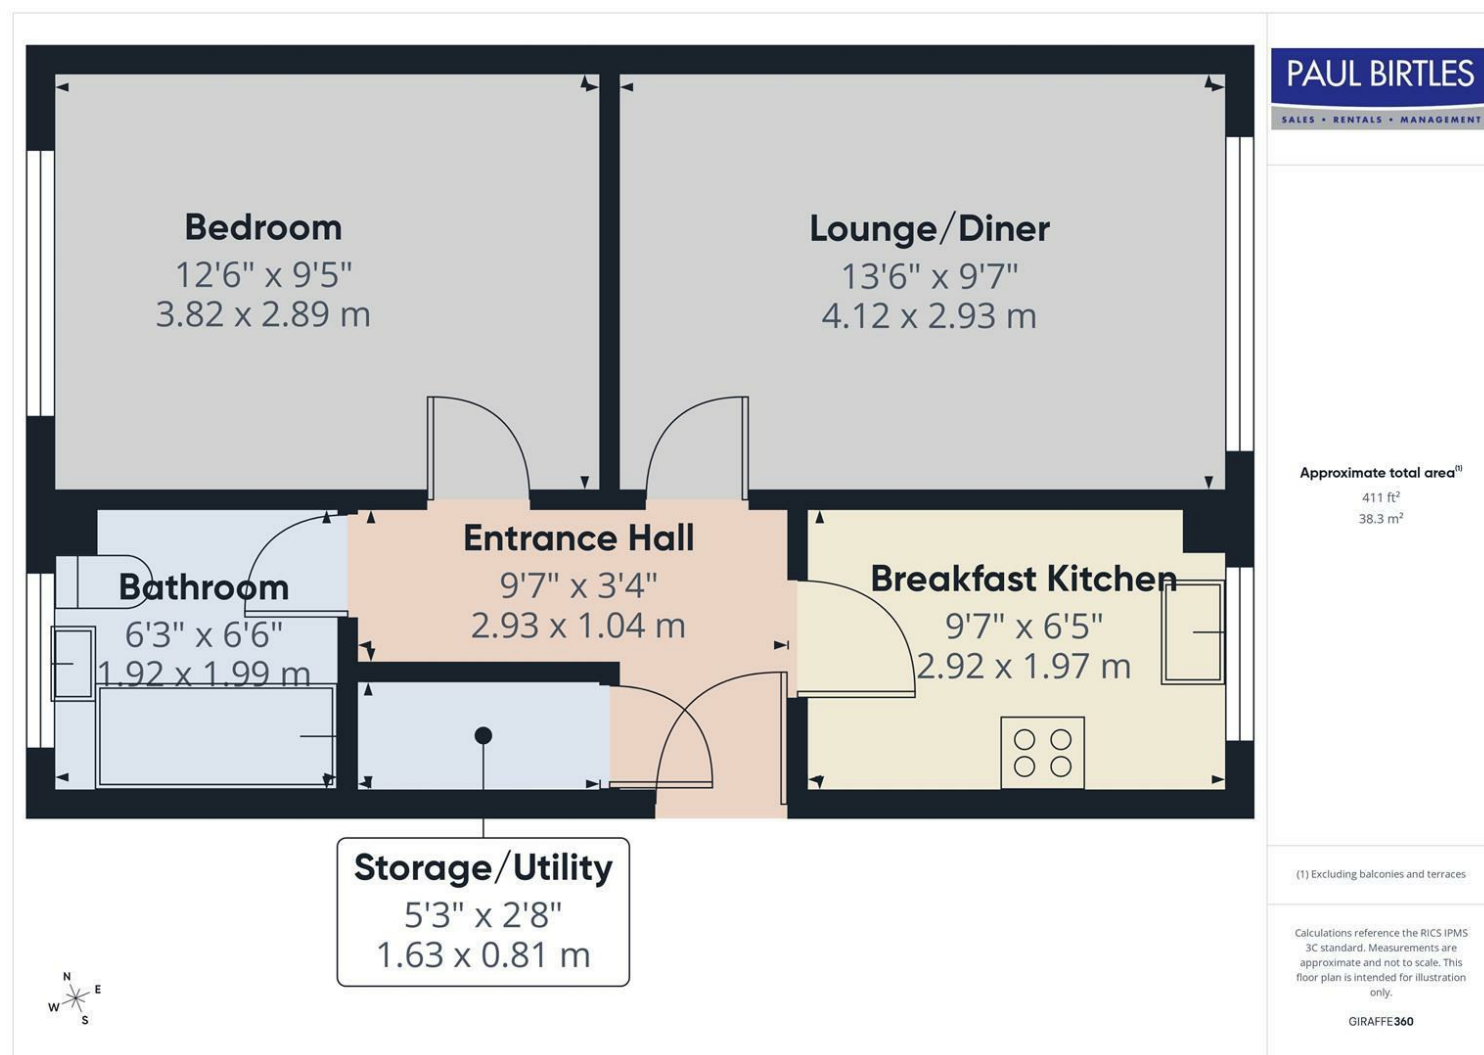 Bedroom
12'6" x 9'5"
3.82 x 2.89 m
Lounge/Diner
13'6" x 9'7"
4.12 x 2.93 m
Entrance Hall
9'7" x 3'4"
2.93 x 1.04 m
Bathroom
6'3" x 6'6"
1.92 x 1.99 m
Breakfast Kitchen
9'7" x 6'5"
2.92 x 1.97 m
Storage/Utility
5'3" x 2'8"
1.63 x 0.81 m
N
E
W
S
PAUL BIRTLES
SALES • RENTALS • MANAGEMENT
Approximate total area(1)
411 ft²
38.3 m²
(1) Excluding balconies and terraces
Calculations reference the RICS IPMS
3C standard. Measurements are
approximate and not to scale. This
floor plan is intended for illustration
only.
GIRAFFE360